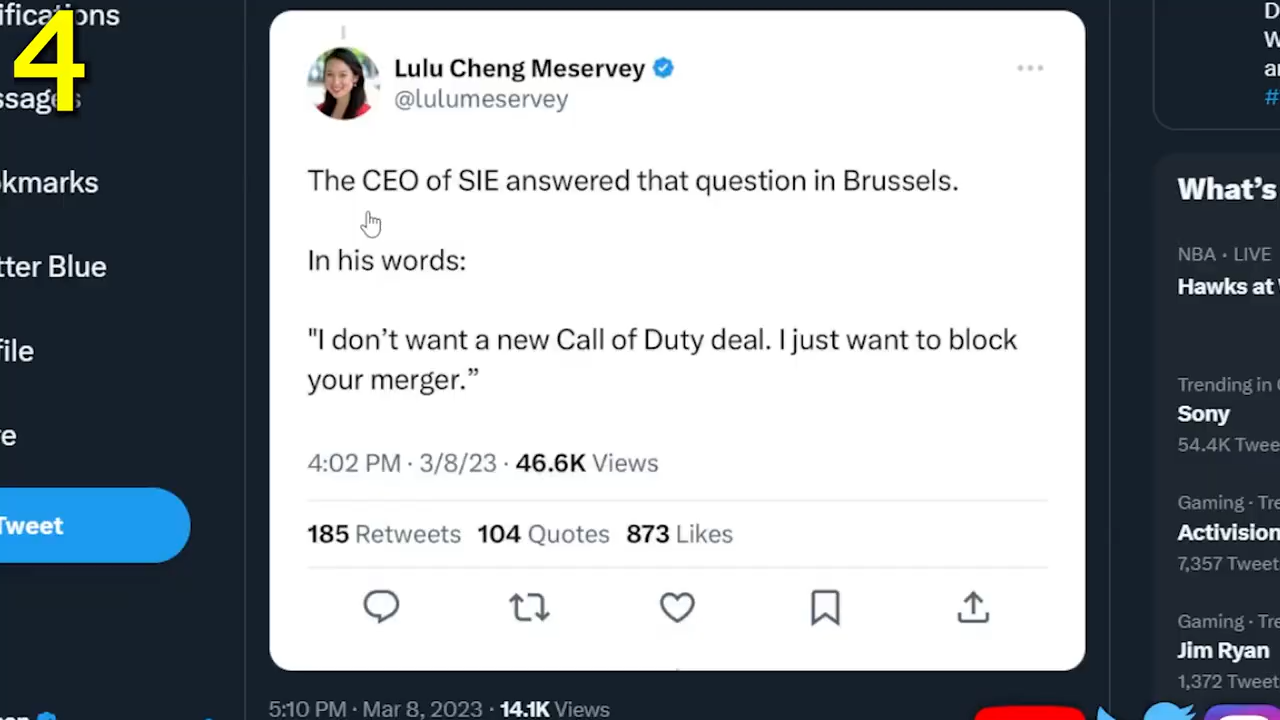 ifications
4
ssages
okmarks
tter Blue
file
re
Tweet
Lulu Cheng Meservey
@lulumeservey
The CEO of SIE answered that question in Brussels.
In his words:
"I don’t want a new Call of Duty deal. I just want to block
your merger.”
4:02 PM · 3/8/23 · 46.6K Views
185 Retweets 104 Quotes 873 Likes
5:10 PM · Mar 8, 2023 · 14.1K Views
D
W
ar
#
What’s
NBA · LIVE
Hawks at
Trending in
Sony
54.4K Twee
Gaming · Tre
Activision
7,357 Tweet
Gaming · Tre
Jim Ryan
1,372 Tweet